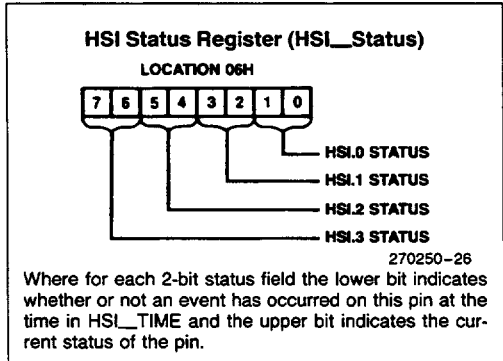 HSI Status Register (HSI__Status)
LOCATION 06H
7 6 5 4 3 2 1 0
HSI.0 STATUS
HSI.1 STATUS
HSI.2 STATUS
HSI.3 STATUS
270250–26
Where for each 2-bit status field the lower bit indicates
whether or not an event has occurred on this pin at the
time in HSI__TIME and the upper bit indicates the cur-
rent status of the pin.